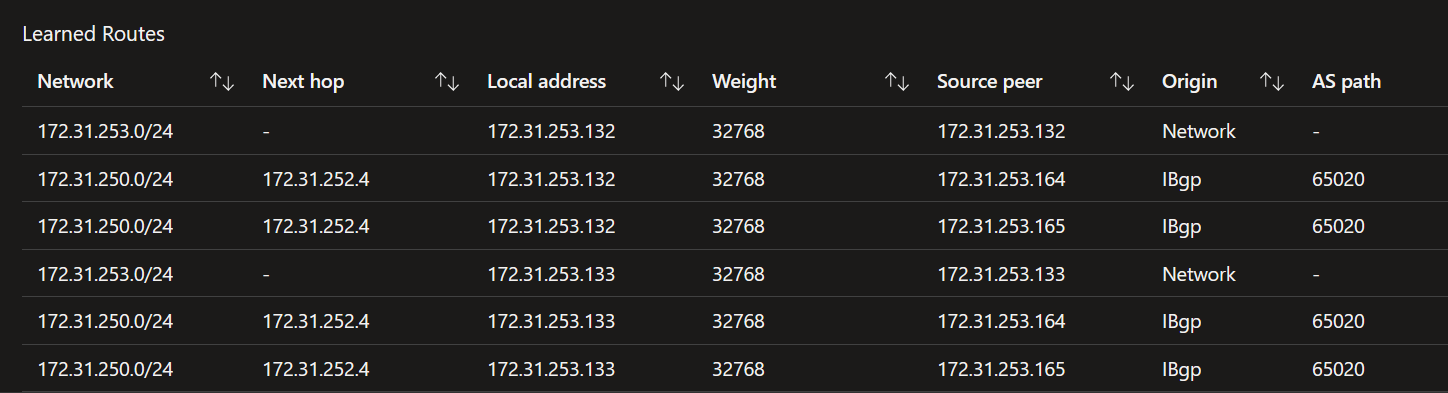 Learned Routes
Network ↑↓ Next hop ↑↓ Local address ↑↓ Weight ↑↓ Source peer ↑↓ Origin ↑↓ AS path
172.31.253.0/24 - 172.31.253.132 32768 172.31.253.132 Network -
172.31.250.0/24 172.31.252.4 172.31.253.132 32768 172.31.253.164 IBgp 65020
172.31.250.0/24 172.31.252.4 172.31.253.132 32768 172.31.253.165 IBgp 65020
172.31.253.0/24 - 172.31.253.133 32768 172.31.253.133 Network -
172.31.250.0/24 172.31.252.4 172.31.253.133 32768 172.31.253.164 IBgp 65020
172.31.250.0/24 172.31.252.4 172.31.253.133 32768 172.31.253.165 IBgp 65020